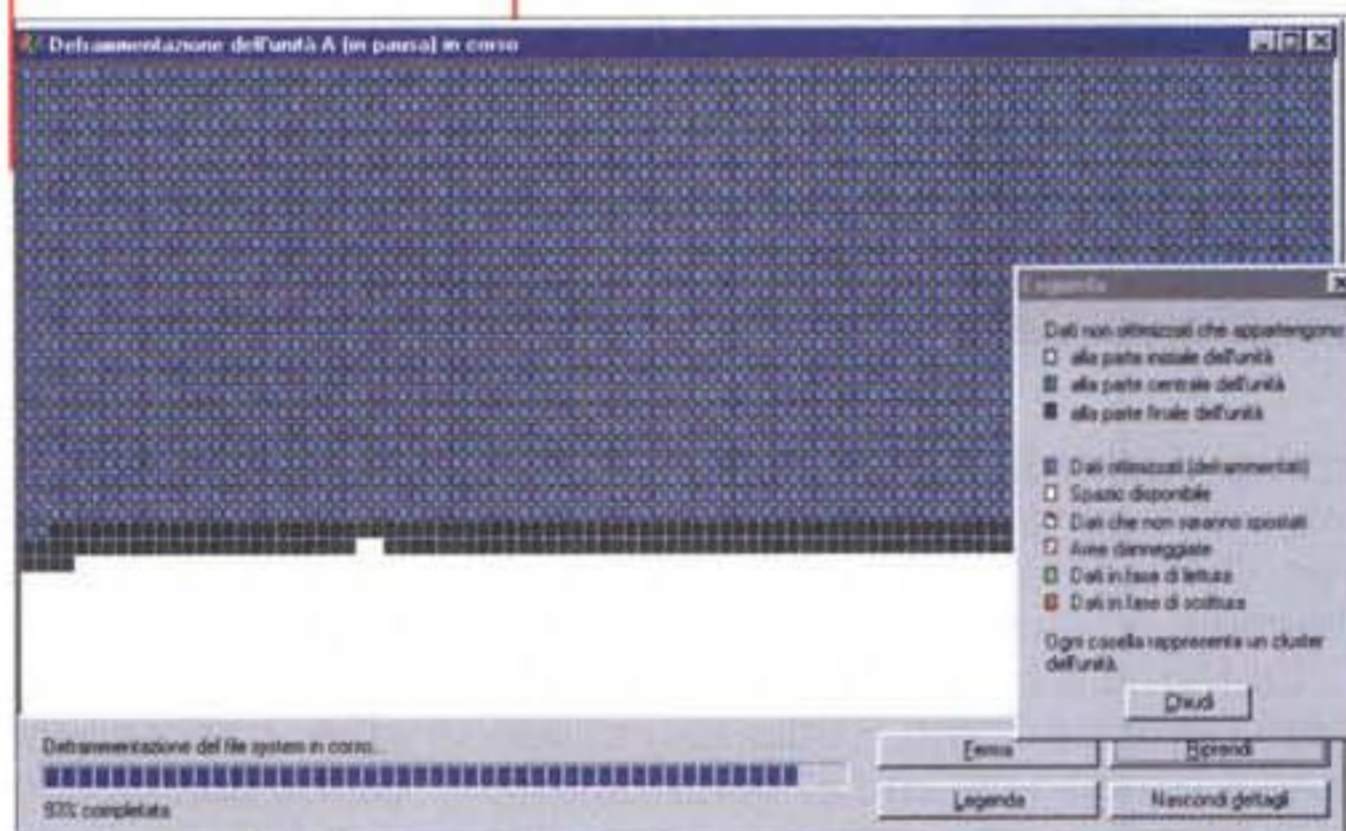 Deframmentazione dell'unità A (in pausa) in corso
Legenda
Dati non ottimizzati che appartengono
alla parte iniziale dell'unità
alla parte centrale dell'unità
alla parte finale dell'unità
Dati ottimizzati (deframmentati)
Spazio disponibile
Dati che non saranno spostati
Aree danneggiate
Dati in fase di lettura
Dati in fase di scrittura
Ogni casella rappresenta un cluster
dell'unità.
Chiudi
Deframmentazione del file system in corso...
93% completata
Ferma
Riprendi
Legenda
Nascondi dettagli